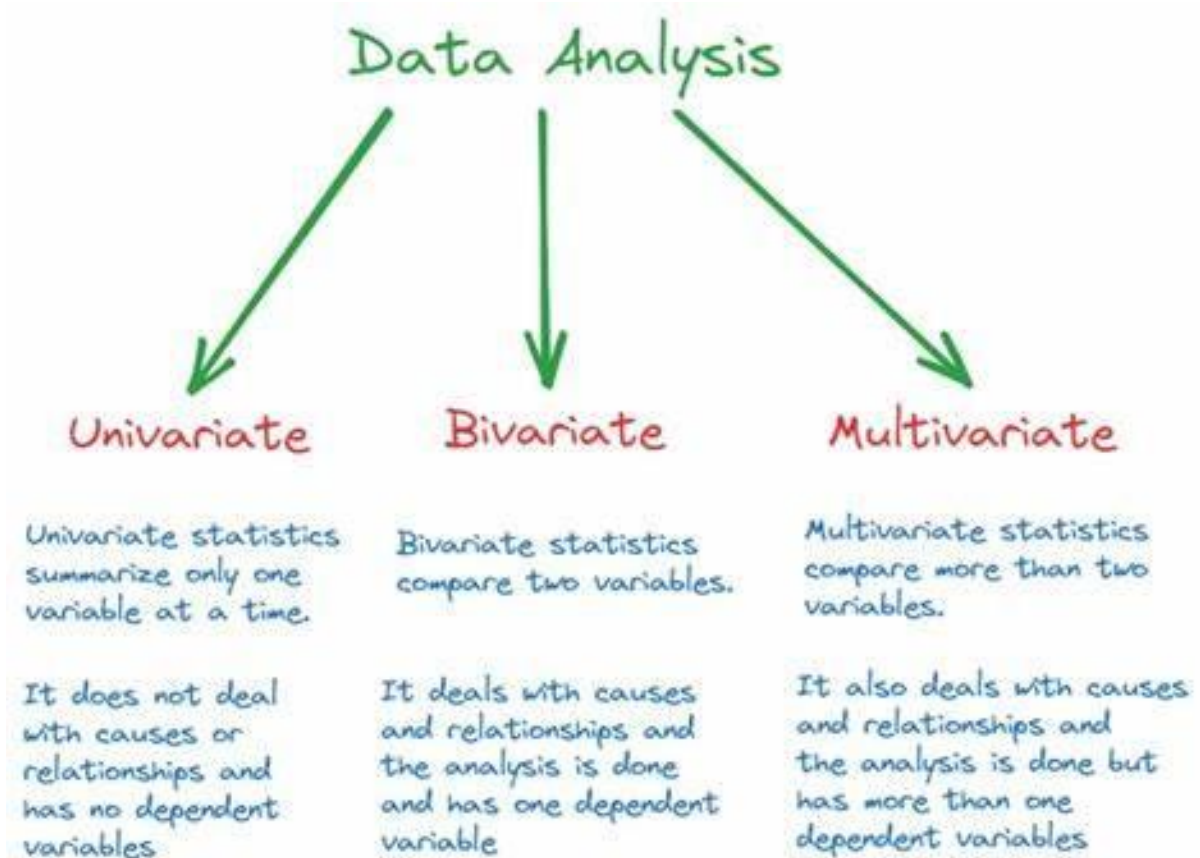 Data Analysis
Univariate
Bivariate
Multivariate
Univariate statistics
summarize only one
variable at a time.
Bivariate statistics
compare two variables.
Multivariate statistics
compare more than two
variables.
It does not deal
with causes or
relationships and
has no dependent
variables
It deals with causes
and relationships and
the analysis is done
and has one dependent
variable
It also deals with causes
and relationships and
the analysis is done but
has more than one
dependent variables